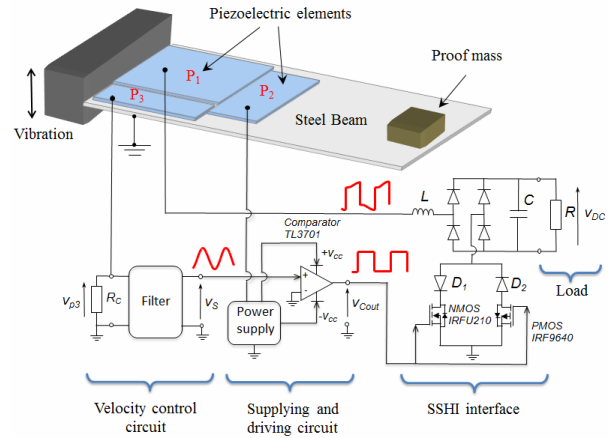 Piezoelectric elements
P1
P2
P3
Proof mass
Steel Beam
Vibration
L
C
R
vDC
Comparator
TL3701
+vcc
+
-
-vcc
D1
D2
Load
vp3
RC
Filter
vS
Power
supply
vCout
NMOS
IRFU210
PMOS
IRF9640
Velocity control
circuit
Supplying and
driving circuit
SSHI interface